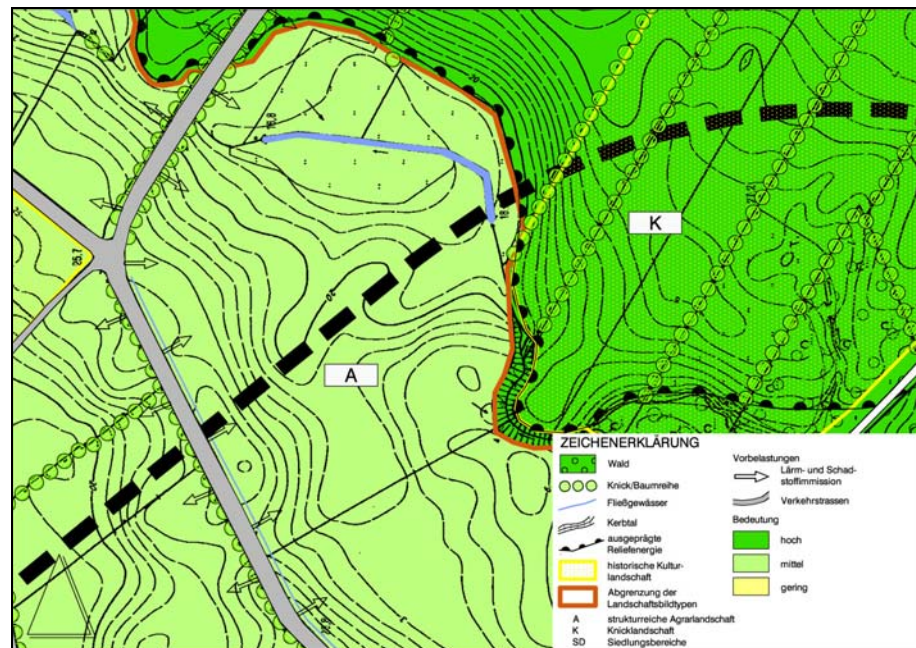 K
A
25.7
20
ZEICHENERKLÄRUNG
Wald
Knick/Baumreihe
Fließgewässer
Kerbtal
ausgeprägte
Reliefenergie
historische Kultur-
landschaft
Abgrenzung der
Landschaftsbildtypen
A strukturreiche Agrarlandschaft
K Knicklandschaft
SD Siedlungsbereiche
Vorbelastungen
Lärm- und Schad-
stoffimmission
Verkehrstrassen
Bedeutung
hoch
mittel
gering